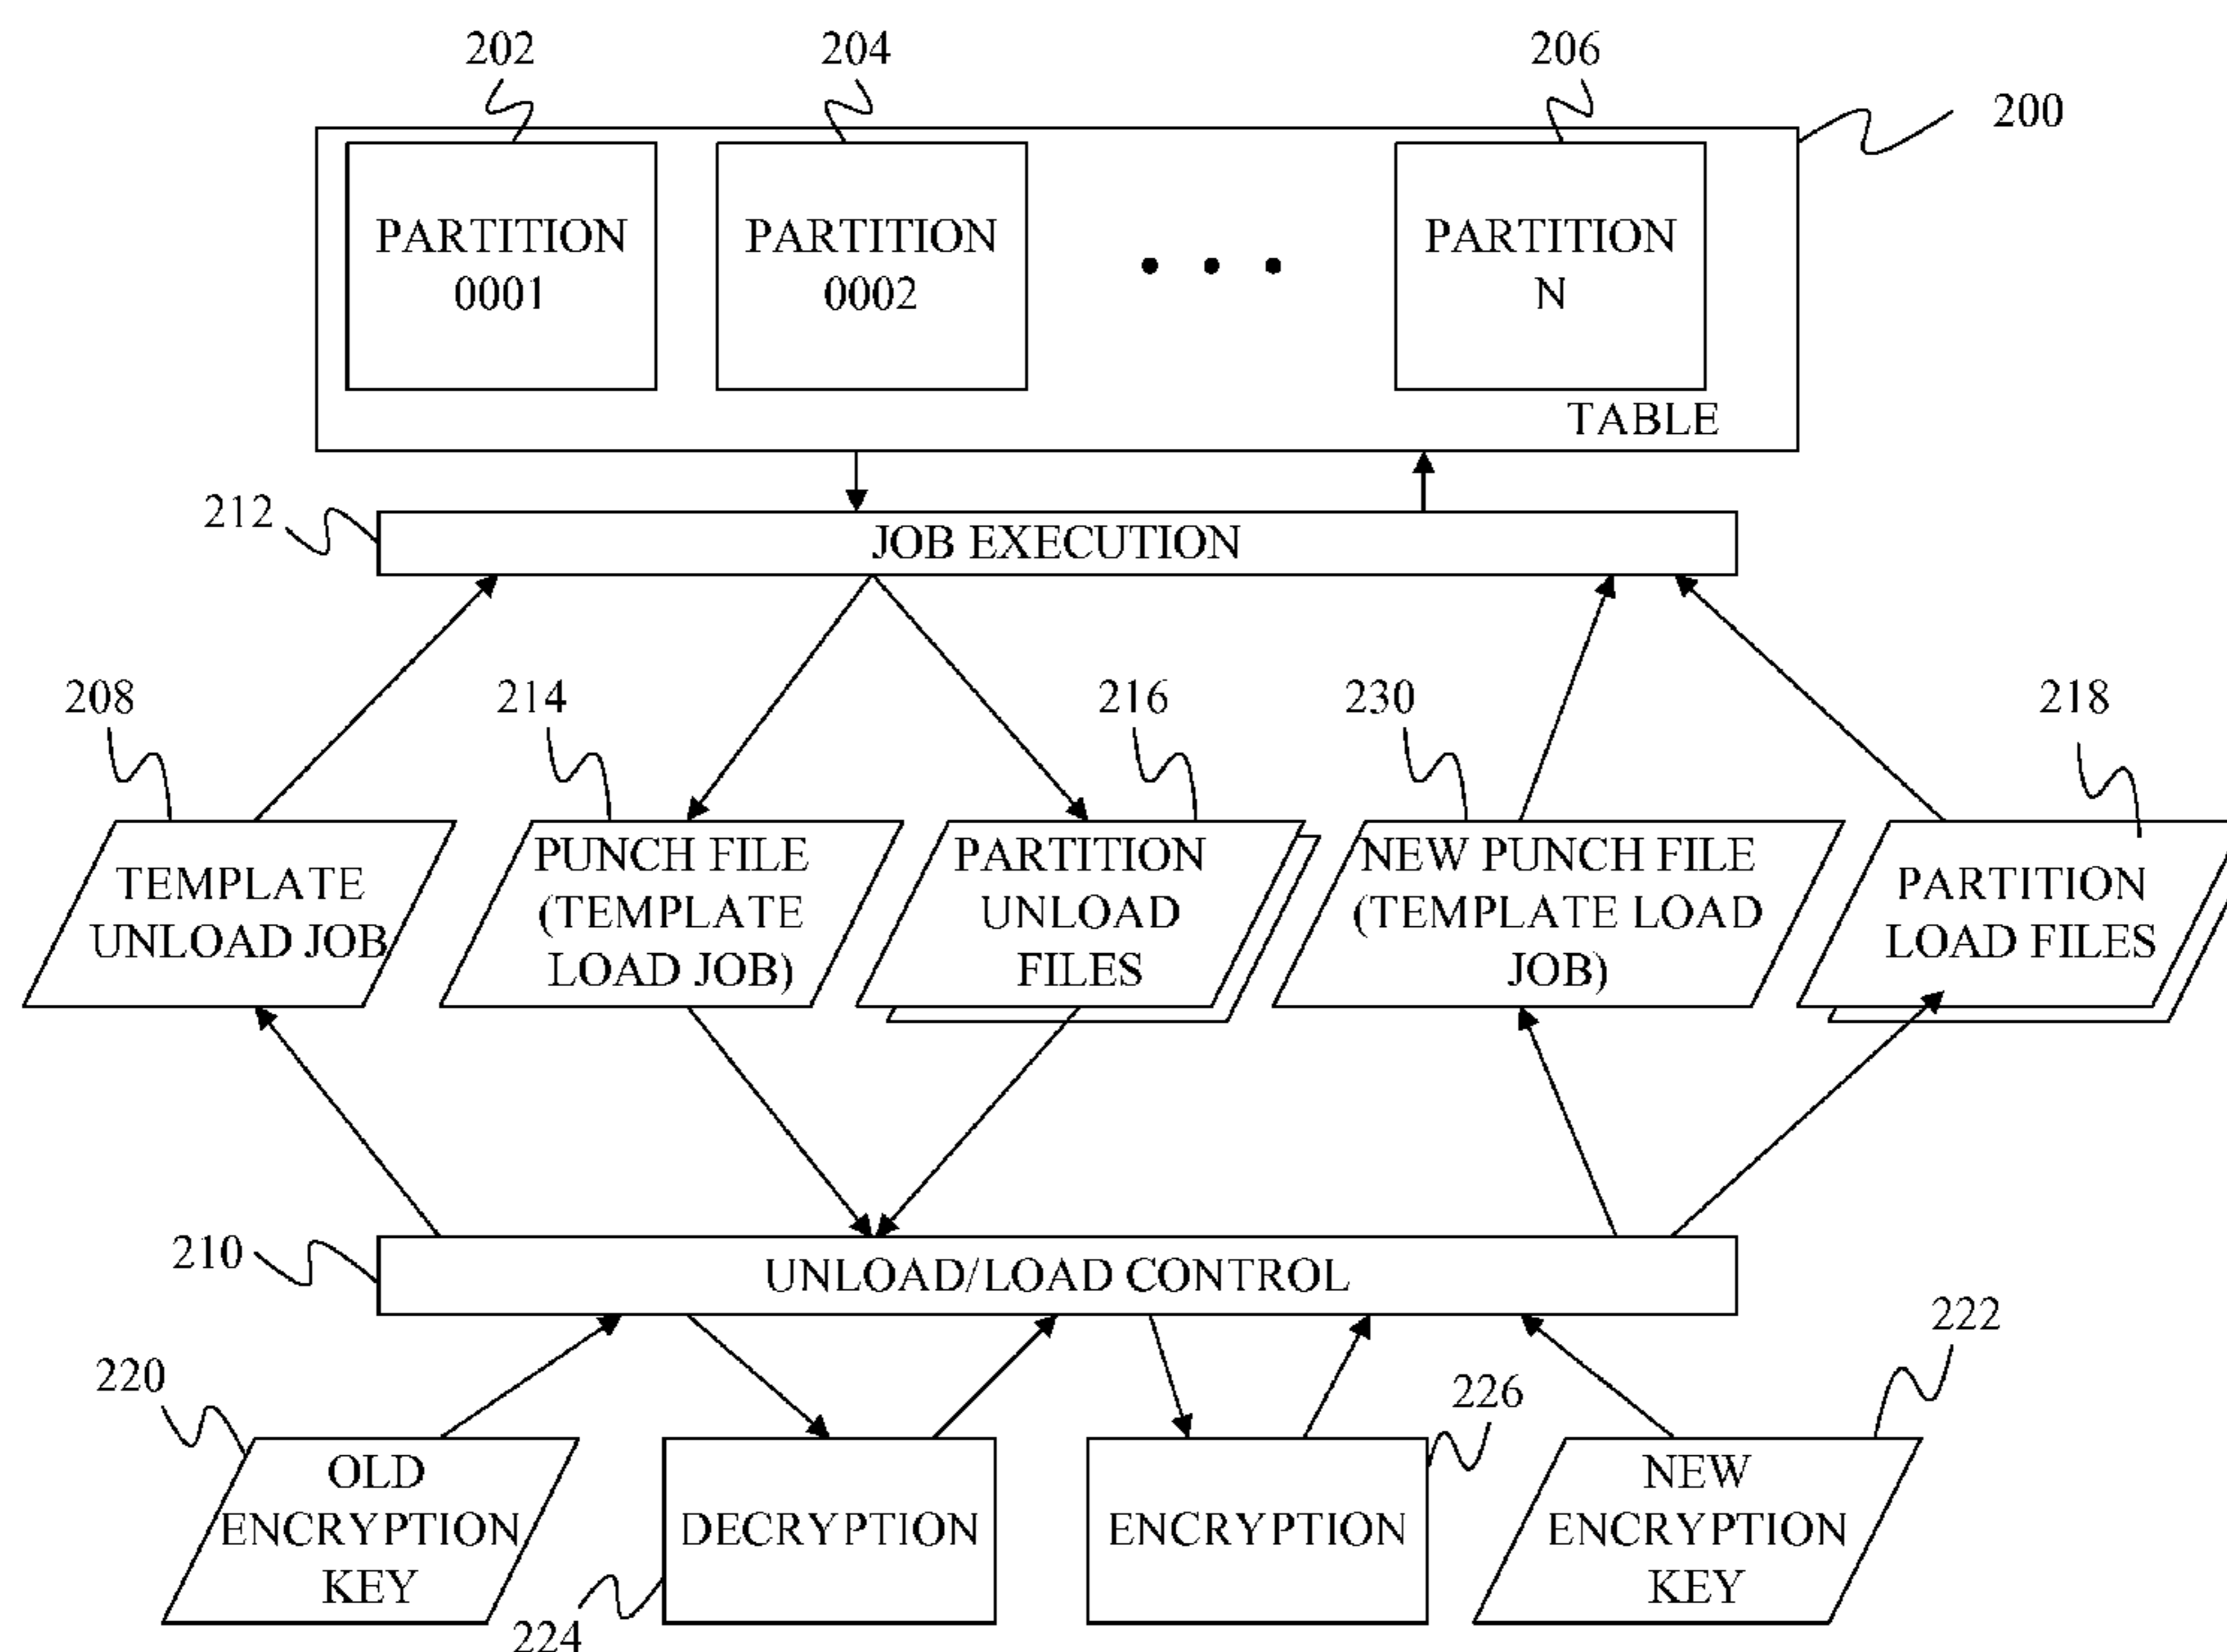 202
204
206
200
PARTITION
0001
PARTITION
0002
• • •
PARTITION
N
TABLE
212
JOB EXECUTION
208
214
216
230
218
TEMPLATE
UNLOAD JOB
PUNCH FILE
(TEMPLATE
LOAD JOB)
PARTITION
UNLOAD
FILES
NEW PUNCH FILE
(TEMPLATE LOAD
JOB)
PARTITION
LOAD FILES
210
UNLOAD/LOAD CONTROL
220
226
222
OLD
ENCRYPTION
KEY
DECRYPTION
ENCRYPTION
NEW
ENCRYPTION
KEY
224